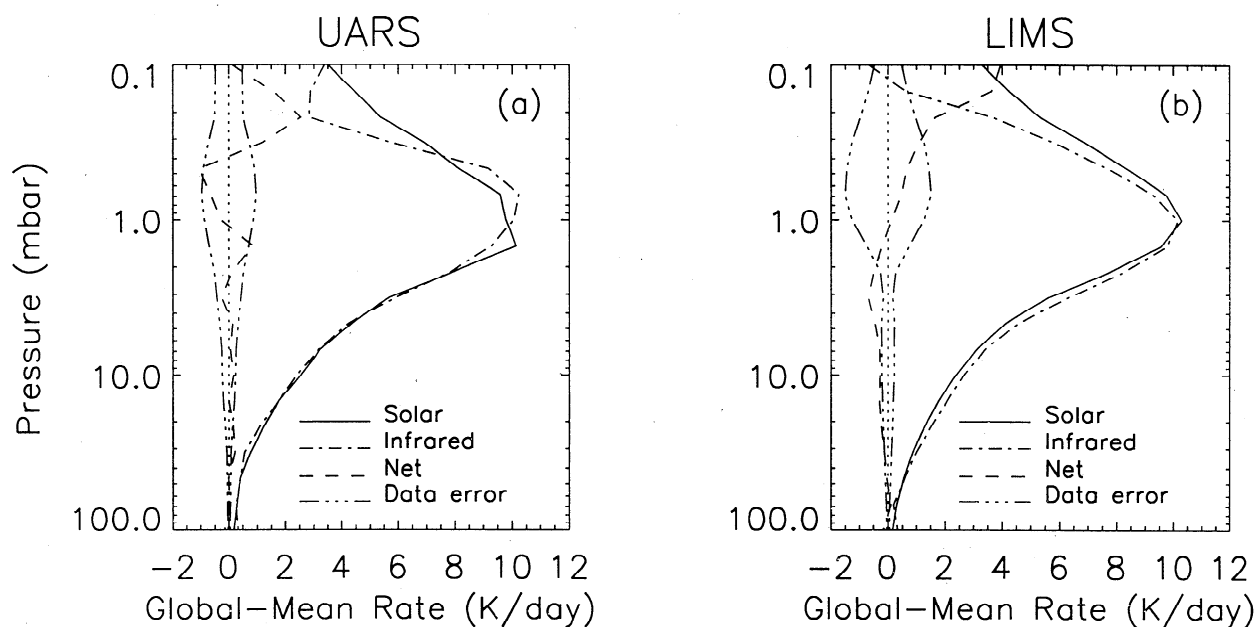 UARS
LIMS
Pressure (mbar)
0.1
1.0
10.0
100.0
(a)
Solar
Infrared
Net
Data error
-2 0 2 4 6 8 10 12
Global-Mean Rate (K/day)
0.1
1.0
10.0
100.0
(b)
Solar
Infrared
Net
Data error
-2 0 2 4 6 8 10 12
Global-Mean Rate (K/day)